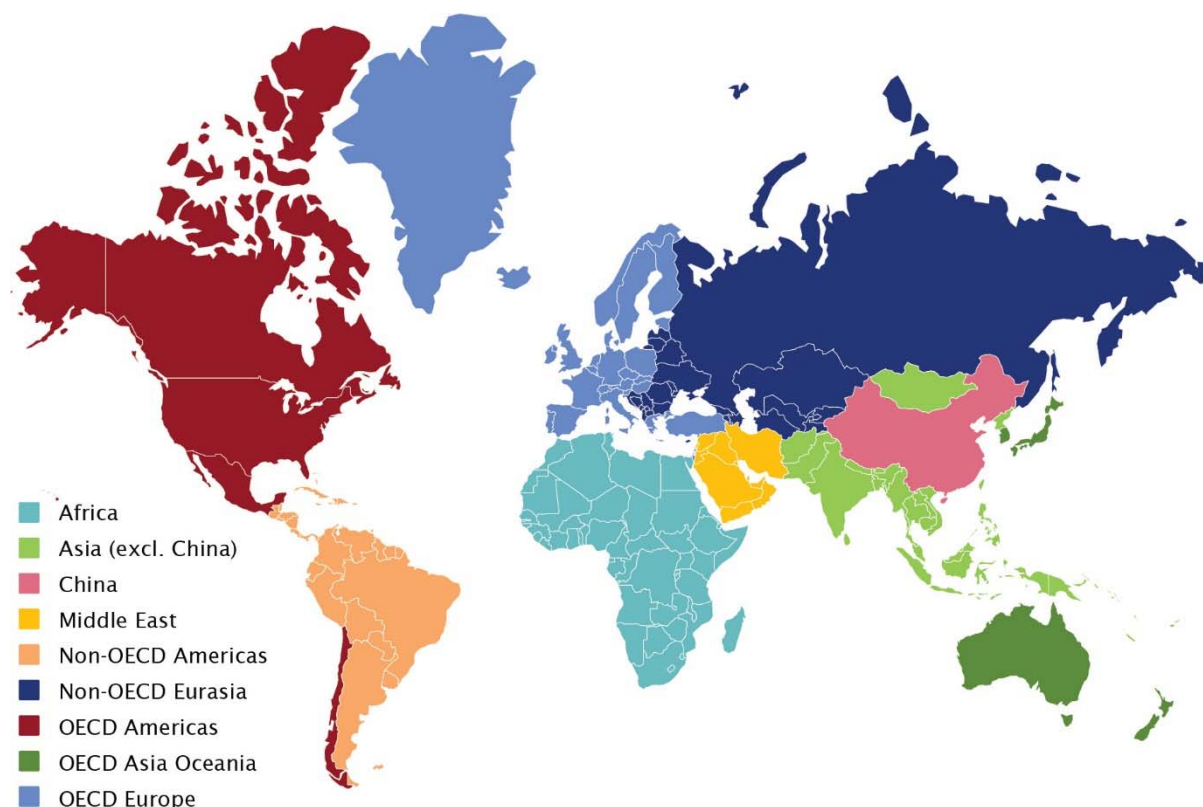 Africa
Asia (excl. China)
China
Middle East
Non-OECD Americas
Non-OECD Eurasia
OECD Americas
OECD Asia Oceania
OECD Europe